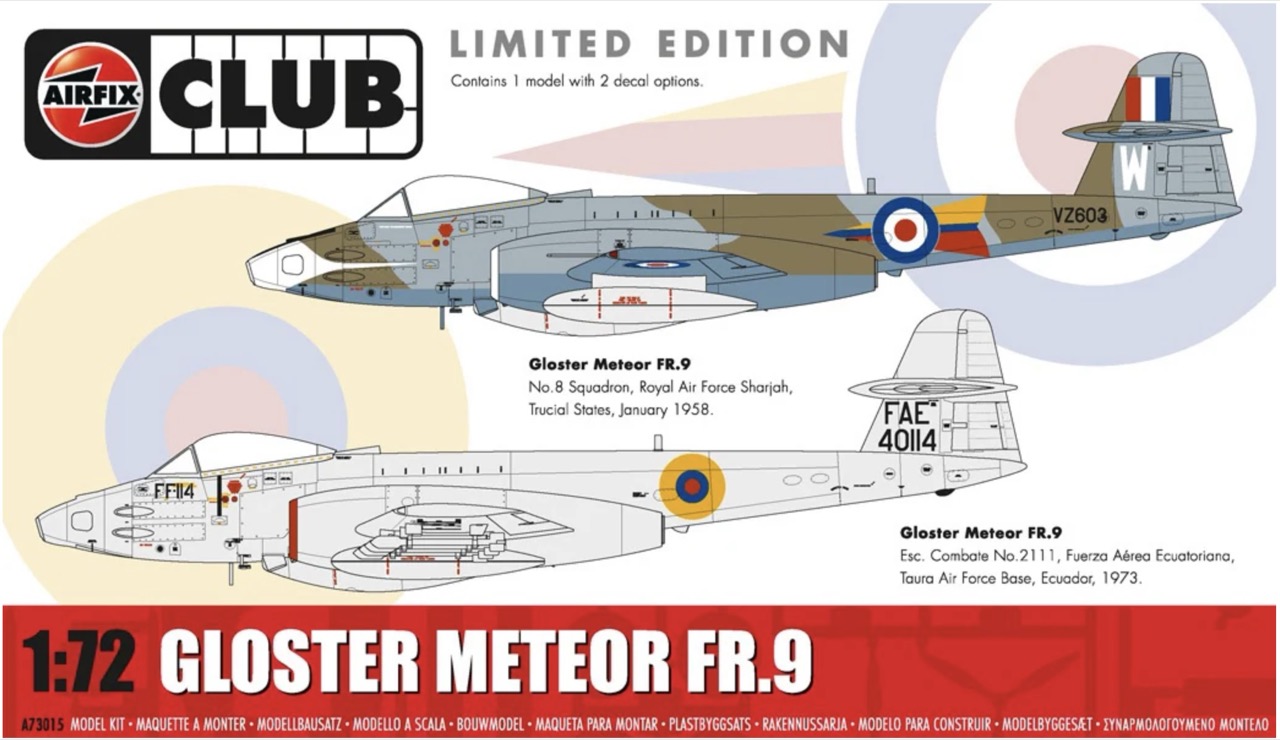 AIRFIX
CLUB
LIMITED EDITION
Contains 1 model with 2 decal options.
W
VZ603
Gloster Meteor FR.9
No.8 Squadron, Royal Air Force Sharjah,
Trucial States, January 1958.
FAE
40114
FF114
Gloster Meteor FR.9
Esc. Combate No.2111, Fuerza Aérea Ecuatoriana,
Taura Air Force Base, Ecuador, 1973.
1:72 GLOSTER METEOR FR.9
A73015 MODEL KIT • MAQUETTE A MONTER • MODELLBAUSATZ • MODELLO A SCALA • BOUWMODEL • MAQUETA PARA MONTAR • PLASTBYGGSATS • RAKENNUSSARJA • MODELO PARA CONSTRUIR • MODELBYGGESÆT • ΣΥΝΑΡΜΟΛΟΓΟΥΜΕΝΟ ΜΟΝΤΕΛΟ